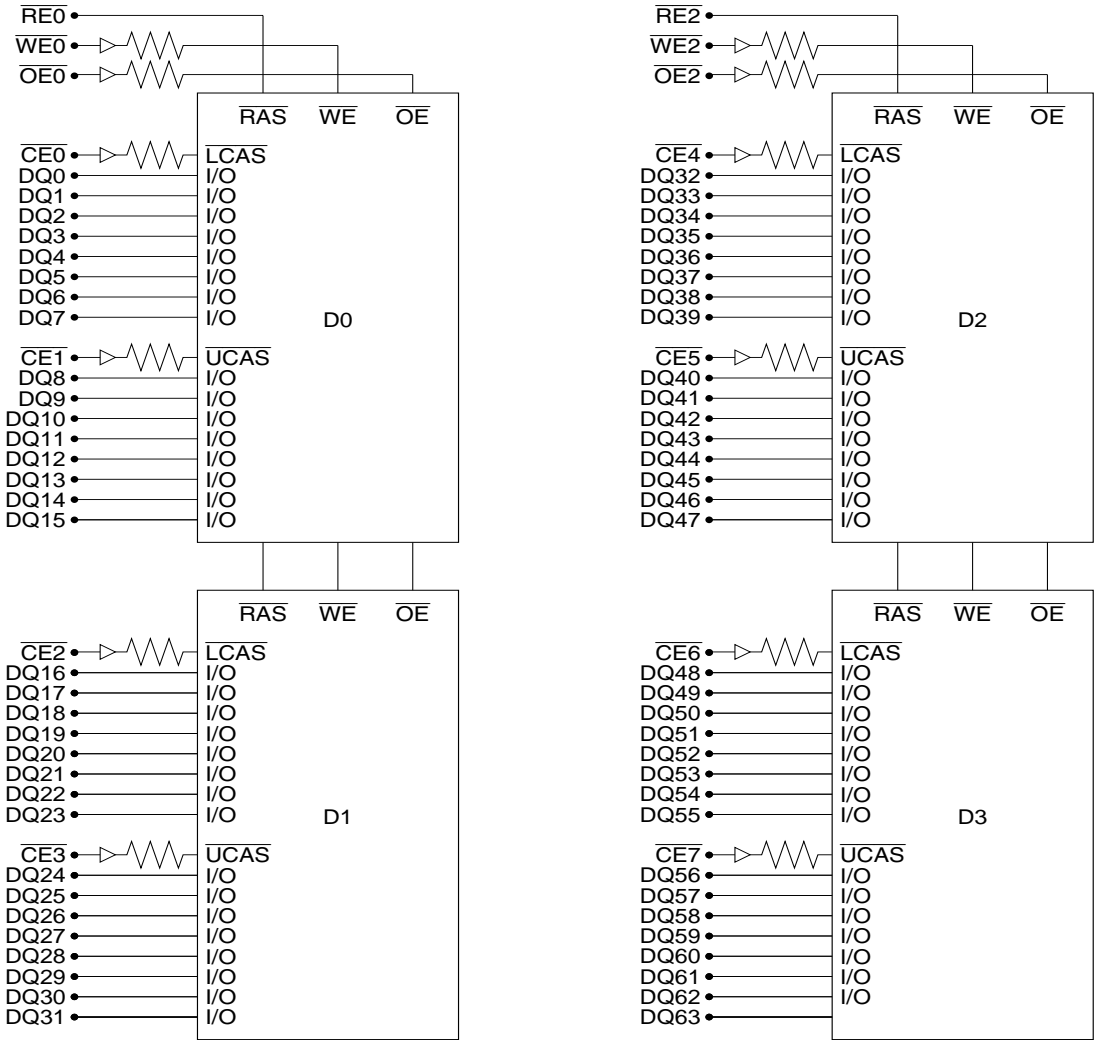 RE0
WE0
OE0
RAS WE OE
CE0 LCAS
DQ0 I/O
DQ1 I/O
DQ2 I/O
DQ3 I/O
DQ4 I/O
DQ5 I/O
DQ6 I/O
DQ7 I/O
D0
CE1 UCAS
DQ8 I/O
DQ9 I/O
DQ10 I/O
DQ11 I/O
DQ12 I/O
DQ13 I/O
DQ14 I/O
DQ15 I/O
RAS WE OE
CE2 LCAS
DQ16 I/O
DQ17 I/O
DQ18 I/O
DQ19 I/O
DQ20 I/O
DQ21 I/O
DQ22 I/O
DQ23 I/O
D1
CE3 UCAS
DQ24 I/O
DQ25 I/O
DQ26 I/O
DQ27 I/O
DQ28 I/O
DQ29 I/O
DQ30 I/O
DQ31 I/O
RE2
WE2
OE2
RAS WE OE
CE4 LCAS
DQ32 I/O
DQ33 I/O
DQ34 I/O
DQ35 I/O
DQ36 I/O
DQ37 I/O
DQ38 I/O
DQ39 I/O
D2
CE5 UCAS
DQ40 I/O
DQ41 I/O
DQ42 I/O
DQ43 I/O
DQ44 I/O
DQ45 I/O
DQ46 I/O
DQ47 I/O
RAS WE OE
CE6 LCAS
DQ48 I/O
DQ49 I/O
DQ50 I/O
DQ51 I/O
DQ52 I/O
DQ53 I/O
DQ54 I/O
DQ55 I/O
D3
CE7 UCAS
DQ56 I/O
DQ57 I/O
DQ58 I/O
DQ59 I/O
DQ60 I/O
DQ61 I/O
DQ62 I/O
DQ63